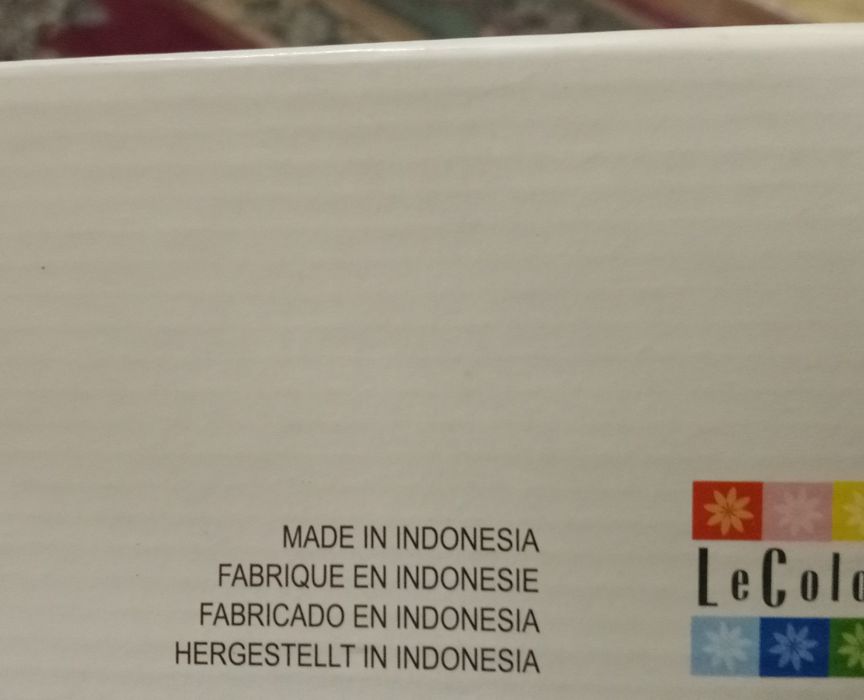 MADE IN INDONESIA
FABRIQUE EN INDONESIE
FABRICADO EN INDONESIA
HERGESTELLT IN INDONESIA